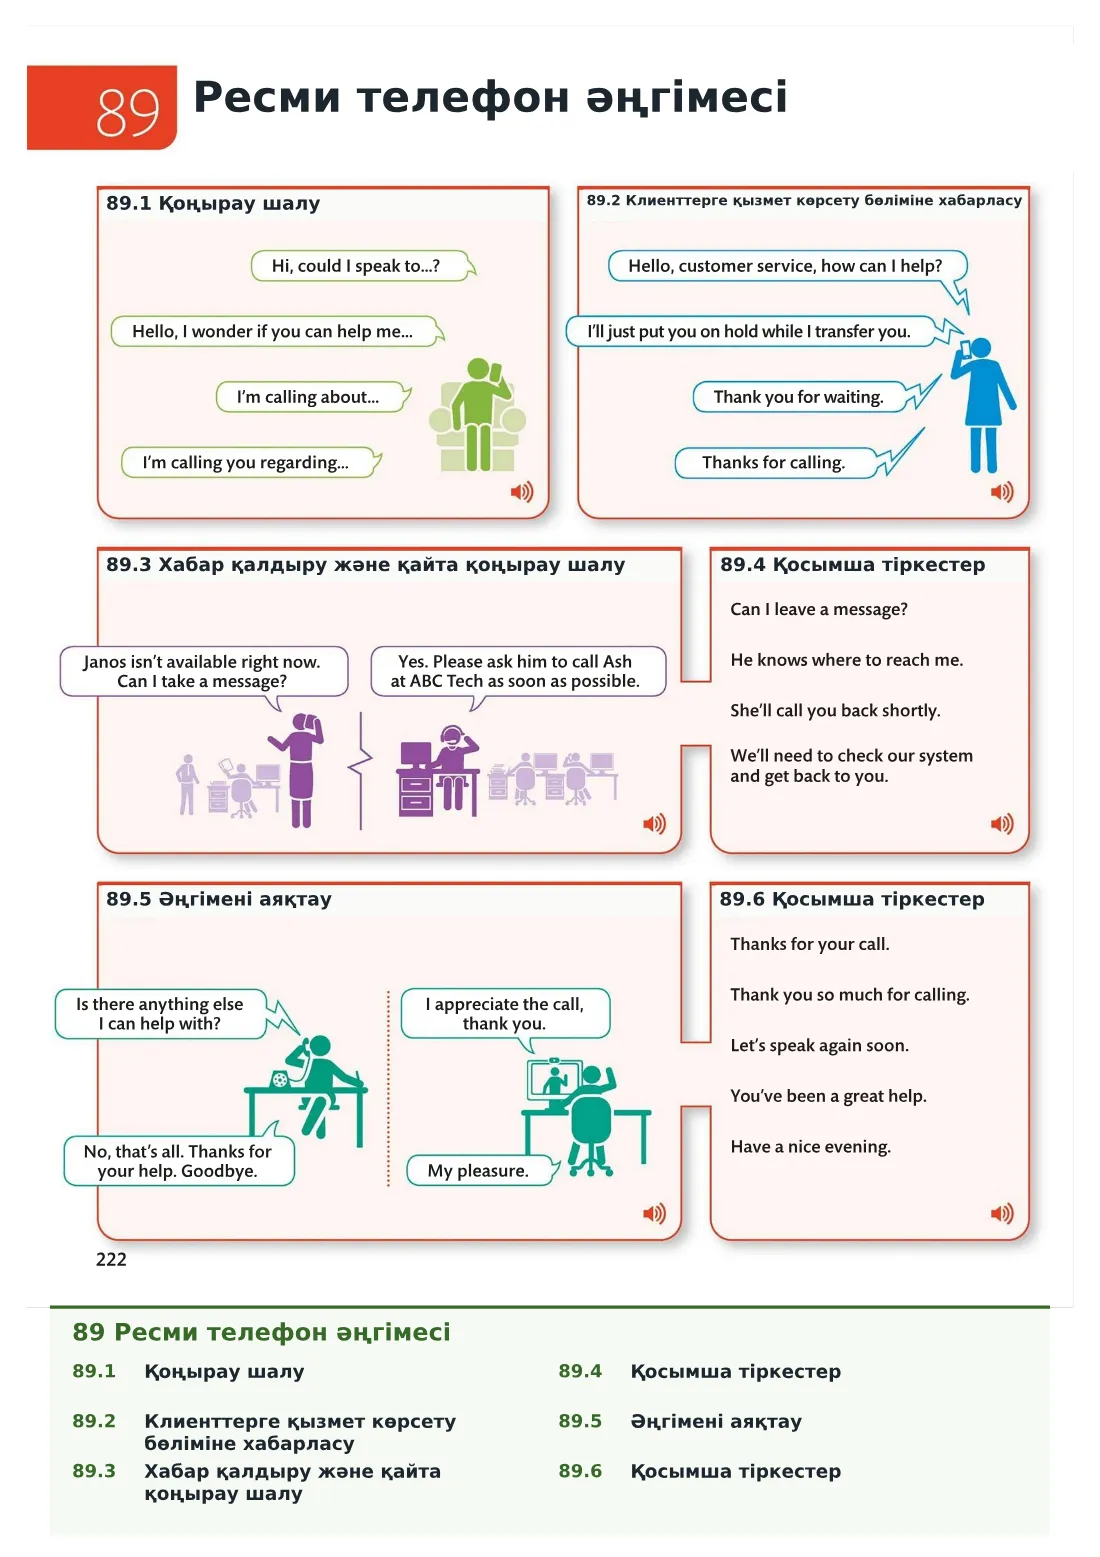 89
Ресми телефон әңгімесі
89.1 Қоңырау шалу
Hi, could I speak to...?
Hello, I wonder if you can help me...
I'm calling about...
I'm calling you regarding...
89.2 Клиенттерге қызмет көрсету бөліміне хабарласу
Hello, customer service, how can I help?
I'll just put you on hold while I transfer you.
Thank you for waiting.
Thanks for calling.
89.3 Хабар қалдыру және қайта қоңырау шалу
Janos isn't available right now.
Can I take a message?
Yes. Please ask him to call Ash
at ABC Tech as soon as possible.
89.4 Қосымша тіркестер
Can I leave a message?
He knows where to reach me.
She'll call you back shortly.
We'll need to check our system
and get back to you.
89.5 Әңгімені аяқтау
Is there anything else
I can help with?
No, that's all. Thanks for
your help. Goodbye.
I appreciate the call,
thank you.
My pleasure.
89.6 Қосымша тіркестер
Thanks for your call.
Thank you so much for calling.
Let's speak again soon.
You've been a great help.
Have a nice evening.
222
89 Ресми телефон әңгімесі
89.1 Қоңырау шалу
89.2 Клиенттерге қызмет көрсету
бөліміне хабарласу
89.3 Хабар қалдыру және қайта
қоңырау шалу
89.4 Қосымша тіркестер
89.5 Әңгімені аяқтау
89.6 Қосымша тіркестер